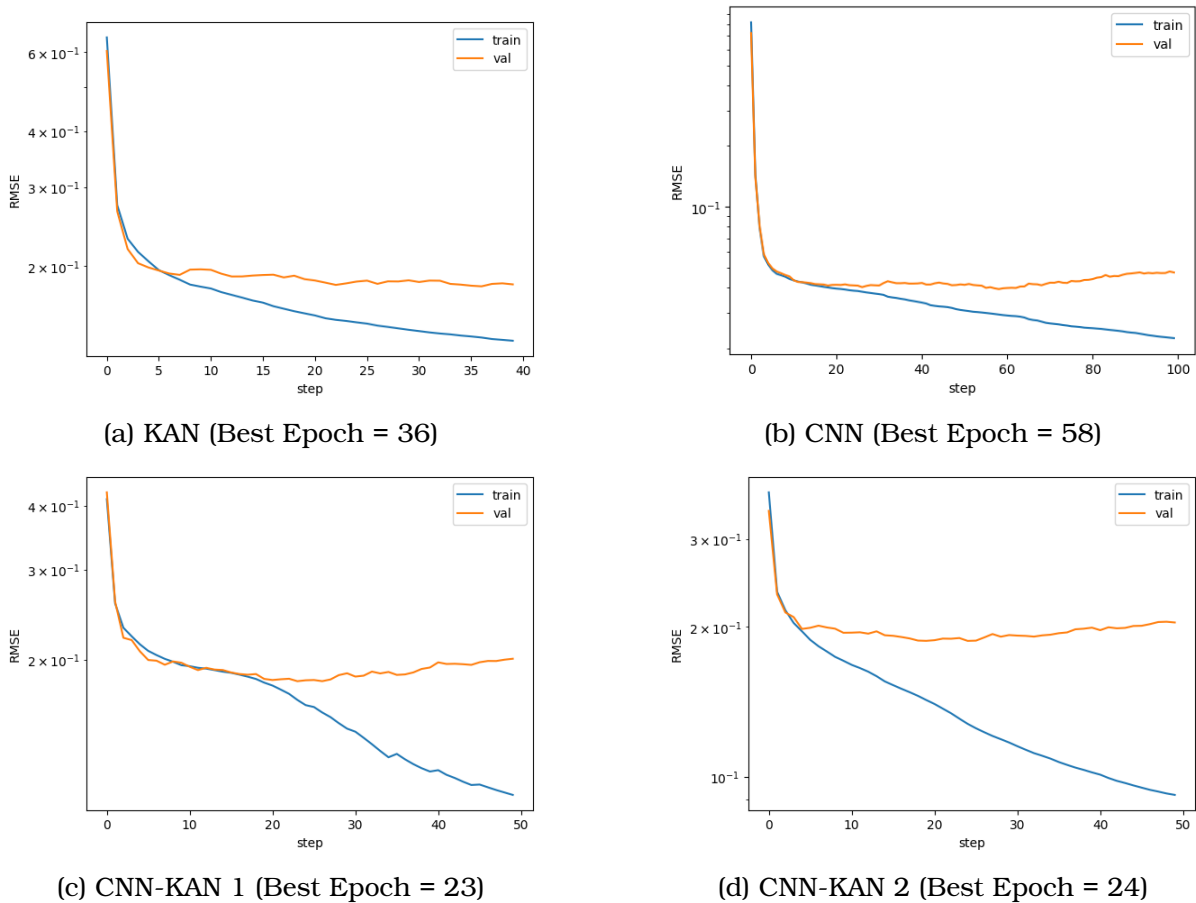 train
val
6 × 10⁻¹
4 × 10⁻¹
3 × 10⁻¹
2 × 10⁻¹
RMSE
0 5 10 15 20 25 30 35 40
step
(a) KAN (Best Epoch = 36)
train
val
10⁻¹
RMSE
0 20 40 60 80 100
step
(b) CNN (Best Epoch = 58)
train
val
4 × 10⁻¹
3 × 10⁻¹
2 × 10⁻¹
RMSE
0 10 20 30 40 50
step
(c) CNN-KAN 1 (Best Epoch = 23)
train
val
3 × 10⁻¹
2 × 10⁻¹
10⁻¹
RMSE
0 10 20 30 40 50
step
(d) CNN-KAN 2 (Best Epoch = 24)